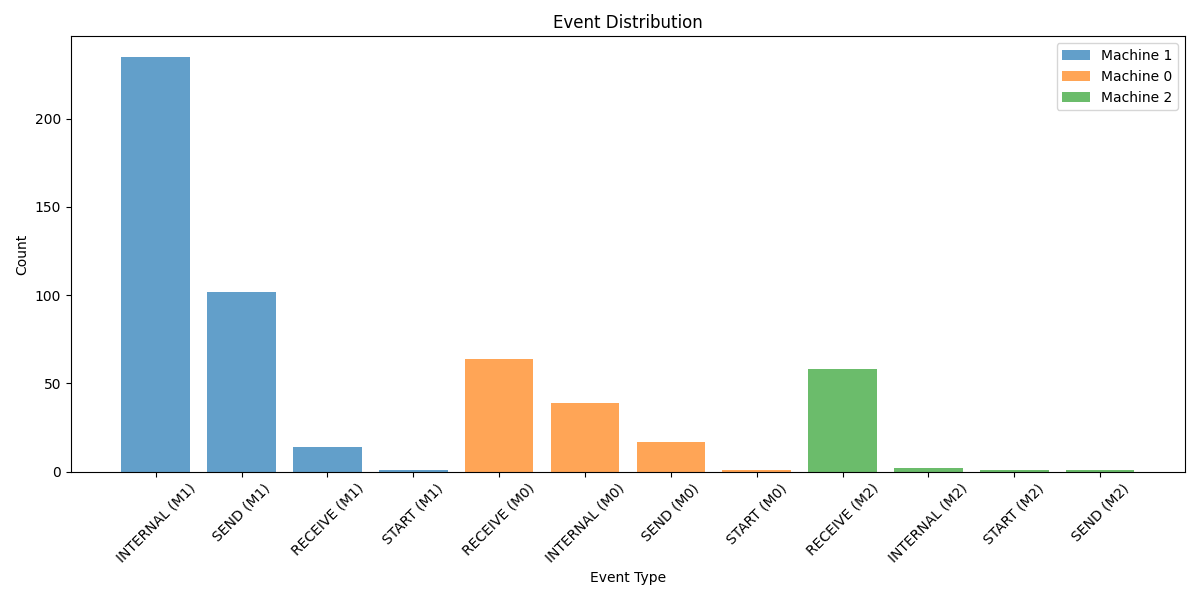 Event Distribution
Machine 1
Machine 0
Machine 2
Count
200
150
100
50
0
INTERNAL (M1)
SEND (M1)
RECEIVE (M1)
START (M1)
RECEIVE (M0)
INTERNAL (M0)
SEND (M0)
START (M0)
RECEIVE (M2)
INTERNAL (M2)
START (M2)
SEND (M2)
Event Type